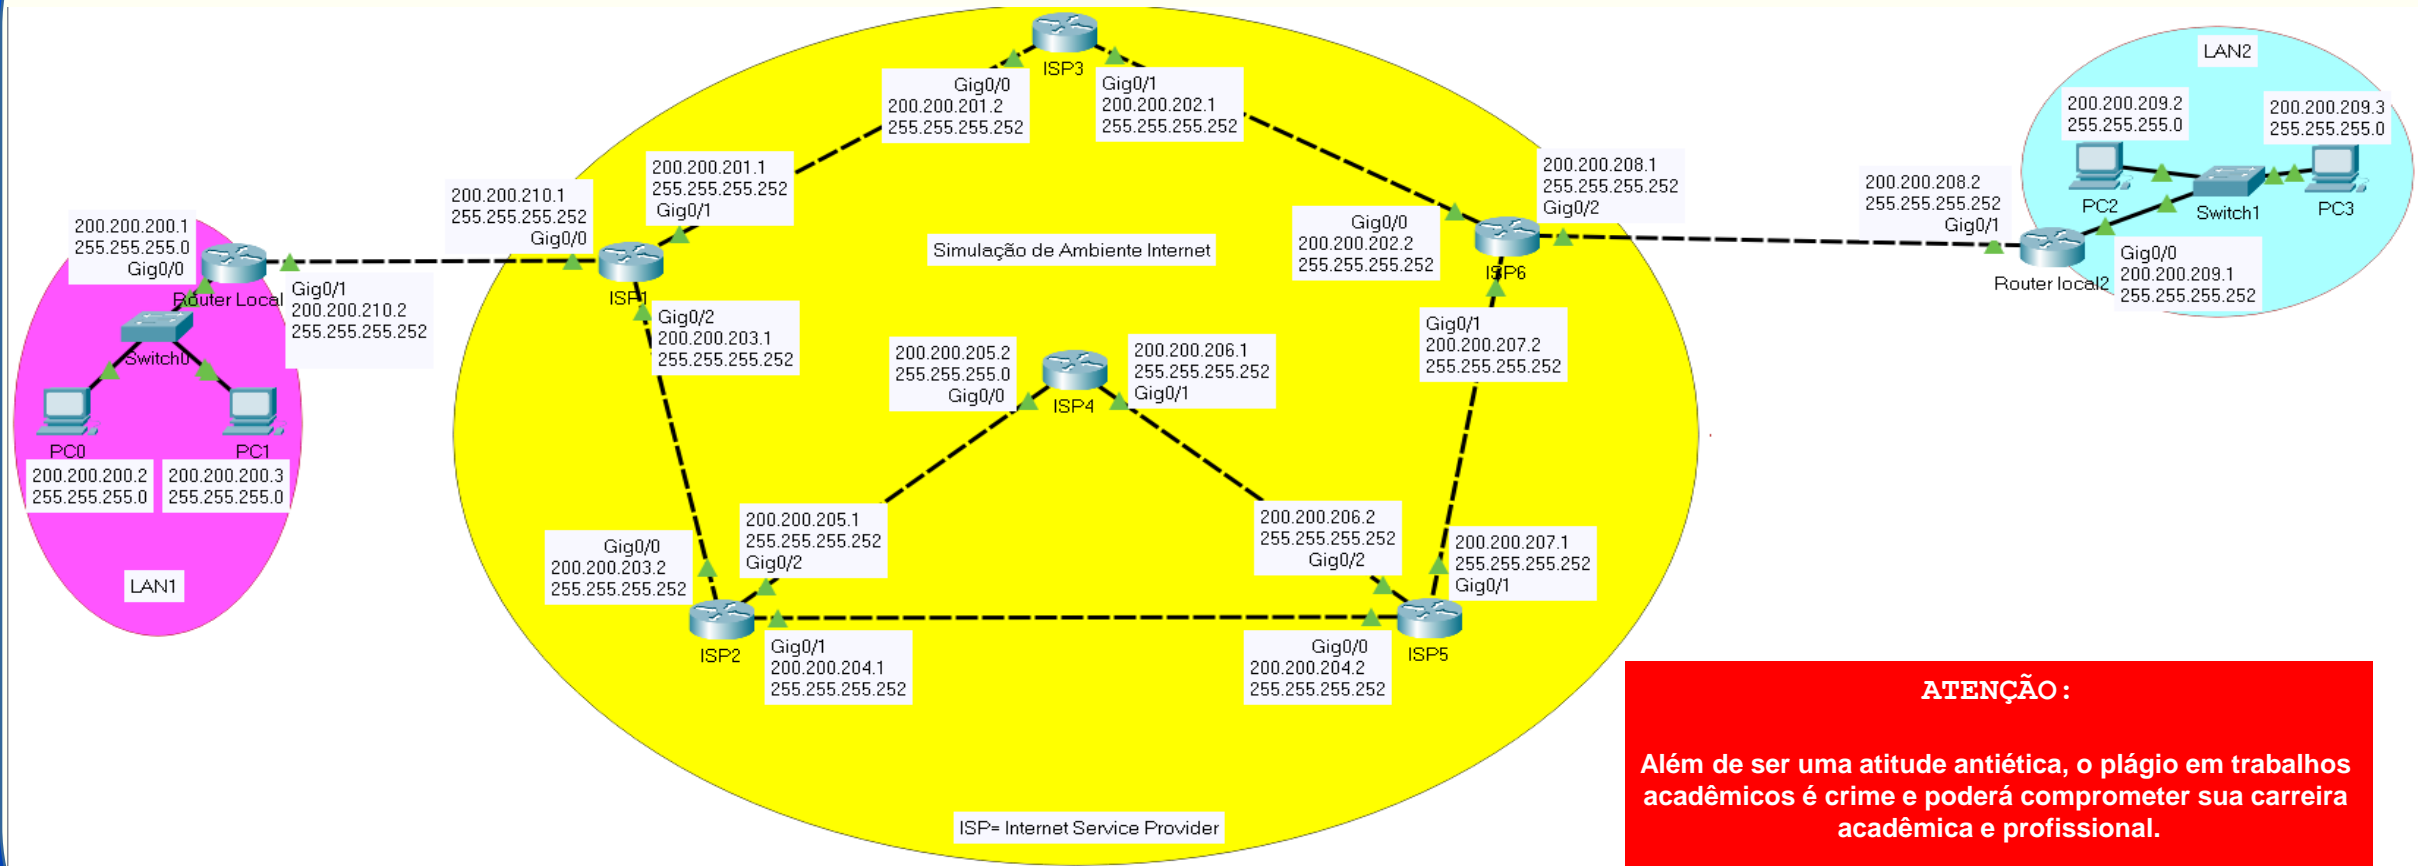 ISP3
Gig0/0
200.200.201.2
255.255.255.252
Gig0/1
200.200.202.1
255.255.255.252
LAN2
200.200.209.2
255.255.255.0
200.200.209.3
255.255.255.0
PC2
Switch1
PC3
200.200.201.1
255.255.255.252
Gig0/1
200.200.210.1
255.255.255.252
Gig0/0
200.200.208.1
255.255.255.252
Gig0/2
200.200.208.2
255.255.255.252
Gig0/1
200.200.200.1
255.255.255.0
Gig0/0
Gig0/0
200.200.202.2
255.255.255.252
Simulação de Ambiente Internet
Gig0/0
200.200.209.1
255.255.255.252
Router local2
ISP6
Router Local
Gig0/1
200.200.210.2
255.255.255.252
ISP1
Gig0/2
200.200.203.1
255.255.255.252
Gig0/1
200.200.207.2
255.255.255.252
Switch0
200.200.205.2
255.255.255.0
Gig0/0
200.200.206.1
255.255.255.252
Gig0/1
ISP4
PC0
PC1
200.200.200.2
255.255.255.0
200.200.200.3
255.255.255.0
LAN1
Gig0/0
200.200.203.2
255.255.255.252
200.200.205.1
255.255.255.252
Gig0/2
200.200.206.2
255.255.255.252
Gig0/2
200.200.207.1
255.255.255.252
Gig0/1
ISP2
Gig0/1
200.200.204.1
255.255.255.252
Gig0/0
200.200.204.2
255.255.255.252
ISP5
ISP= Internet Service Provider
ATENÇÃO:
Além de ser uma atitude antiética, o plágio em trabalhos
acadêmicos é crime e poderá comprometer sua carreira
acadêmica e profissional.